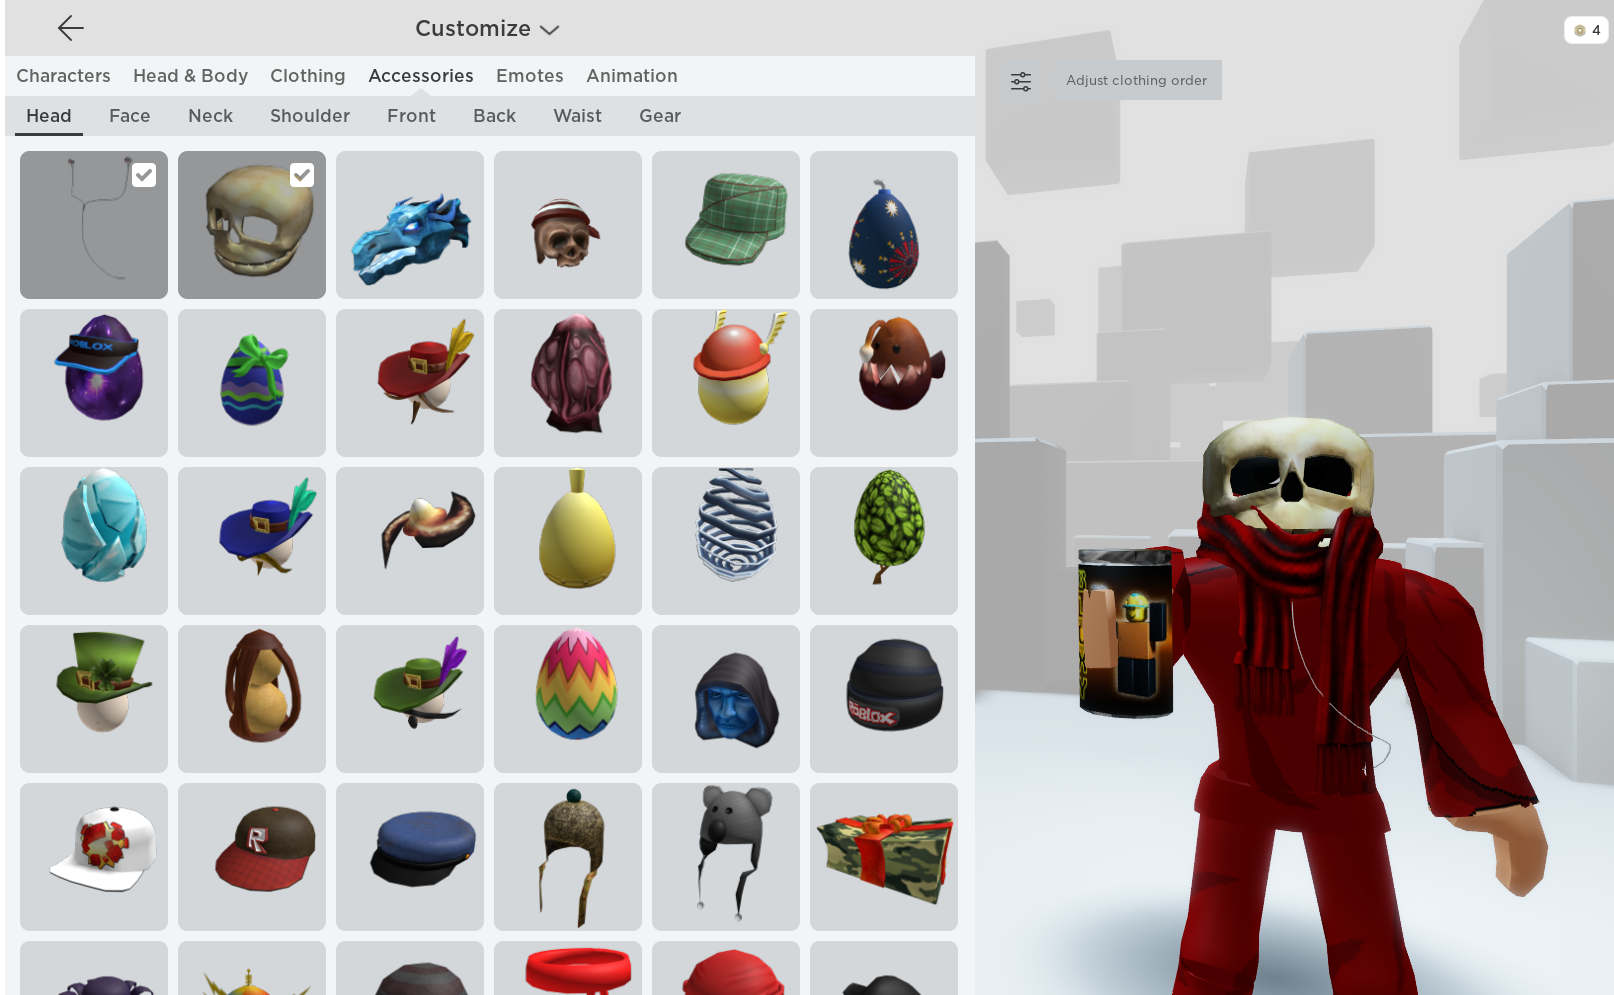 Customize
4
Characters Head & Body Clothing Accessories Emotes Animation
Adjust clothing order
Head Face Neck Shoulder Front Back Waist Gear
ROBLOX
ROBLOX
R